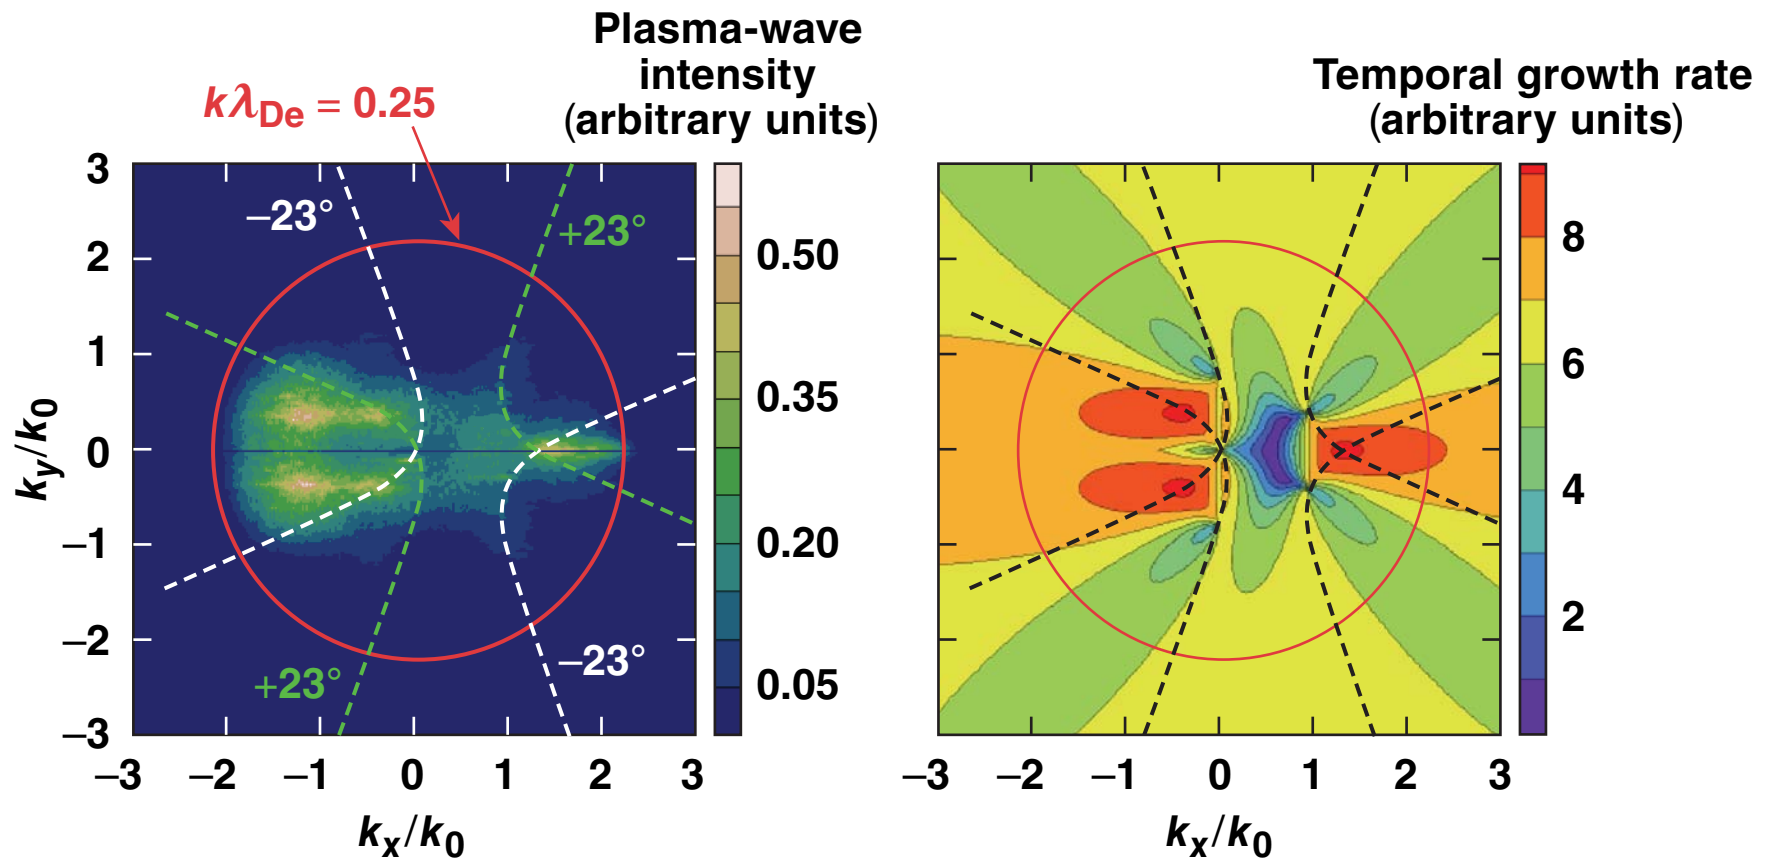 Plasma-wave
intensity
(arbitrary units)
kλDe = 0.25
–23°
+23°
+23°
–23°
3
2
1
0
–1
–2
–3
ky/k0
–3 –2 –1 0 1 2 3
kx/k0
0.50
0.35
0.20
0.05
Temporal growth rate
(arbitrary units)
8
6
4
2
–3 –2 –1 0 1 2 3
kx/k0